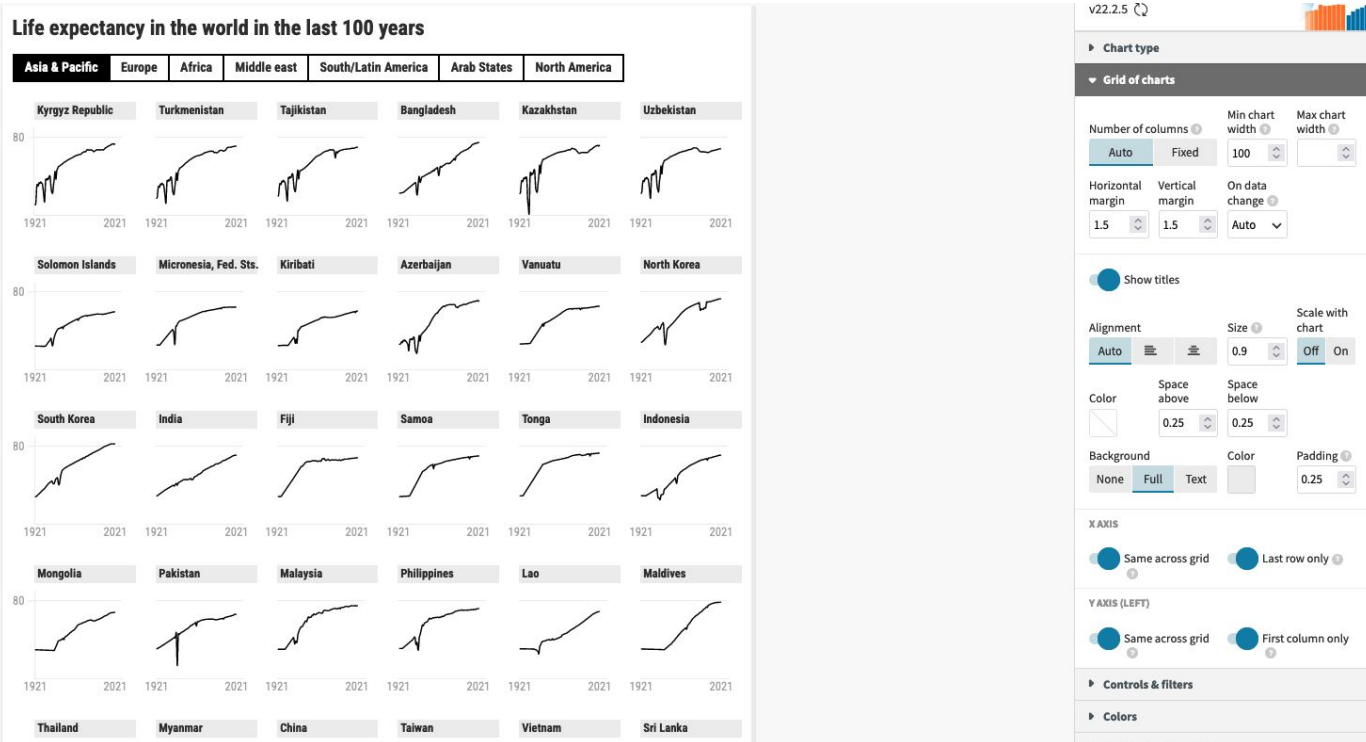 Life expectancy in the world in the last 100 years
Asia & Pacific Europe Africa Middle east South/Latin America Arab States North America
Kyrgyz Republic Turkmenistan Tajikistan Bangladesh Kazakhstan Uzbekistan
80
1921 2021 1921 2021 1921 2021 1921 2021 1921 2021 1921 2021
Solomon Islands Micronesia, Fed. Sts. Kiribati Azerbaijan Vanuatu North Korea
80
1921 2021 1921 2021 1921 2021 1921 2021 1921 2021 1921 2021
South Korea India Fiji Samoa Tonga Indonesia
80
1921 2021 1921 2021 1921 2021 1921 2021 1921 2021 1921 2021
Mongolia Pakistan Malaysia Philippines Lao Maldives
80
1921 2021 1921 2021 1921 2021 1921 2021 1921 2021 1921 2021
Thailand Myanmar China Taiwan Vietnam Sri Lanka
v22.2.5
Chart type
Grid of charts
Min chart Max chart
Number of columns ? width ? width ?
Auto Fixed 100
Horizontal Vertical On data
margin margin change ?
1.5 1.5 Auto
Show titles
Scale with
Alignment Size ? chart
Auto 0.9 Off On
Space Space
Color above below
0.25 0.25
Background Color Padding ?
None Full Text 0.25
X AXIS
Same across grid Last row only ?
?
Y AXIS (LEFT)
Same across grid First column only
? ?
Controls & filters
Colors